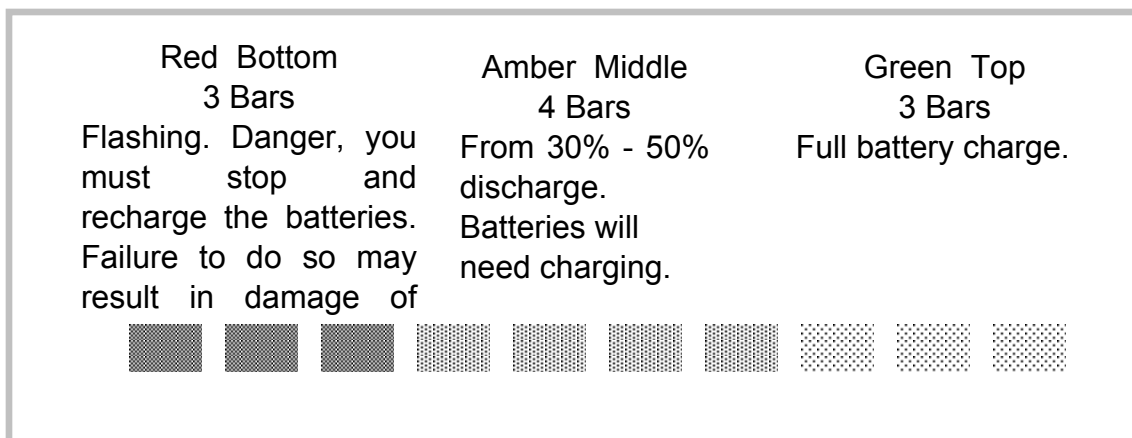 Red Bottom
3 Bars
Flashing. Danger, you
must stop and
recharge the batteries.
Failure to do so may
result in damage of
Amber Middle
4 Bars
From 30% - 50%
discharge.
Batteries will
need charging.
Green Top
3 Bars
Full battery charge.